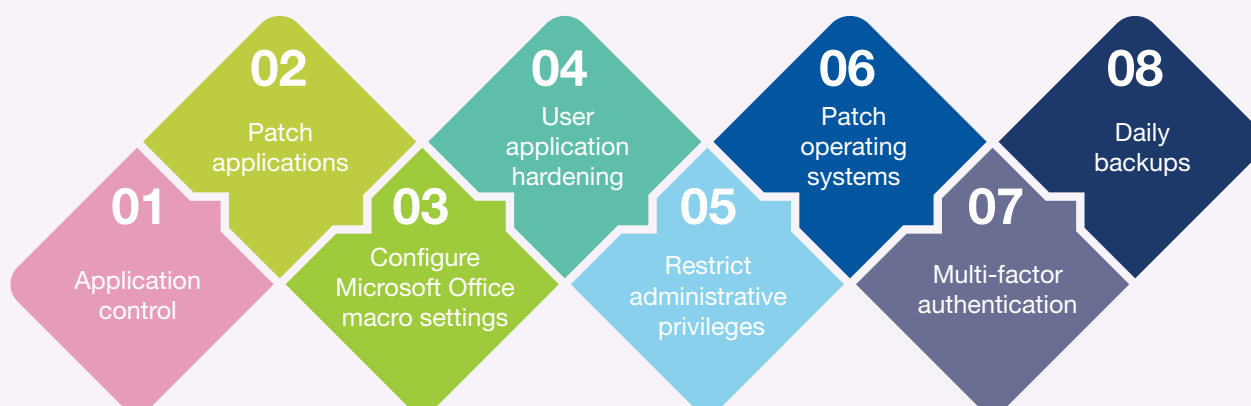 01
Application
control
02
Patch
applications
03
Configure
Microsoft Office
macro settings
04
User
application
hardening
05
Restrict
administrative
privileges
06
Patch
operating
systems
07
Multi-factor
authentication
08
Daily
backups